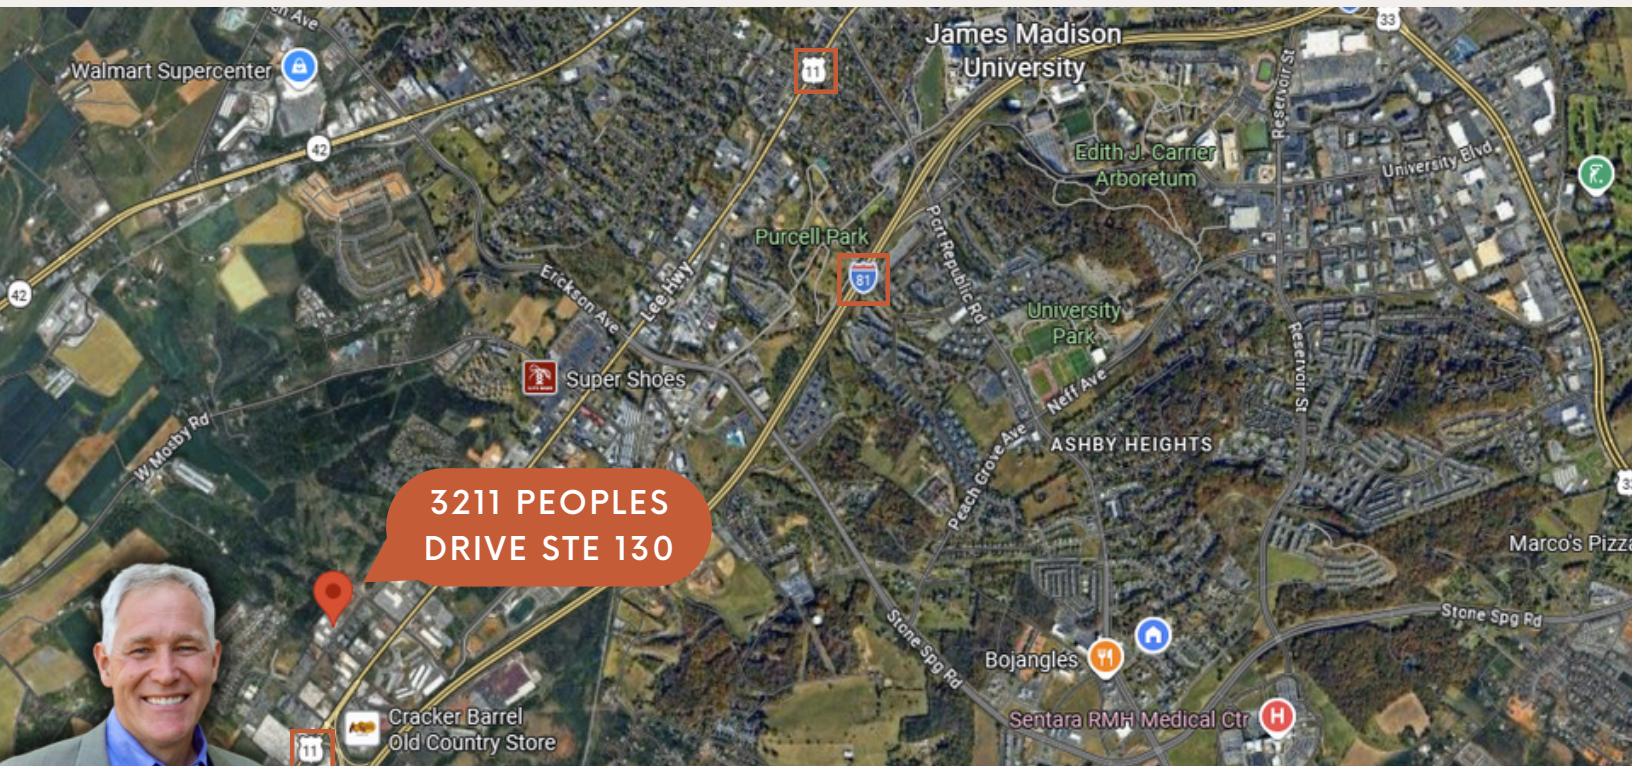 ch Ave
33
James Madison
University
11
Walmart Supercenter
Reservoir St
42
Edith J. Carrier
Arboretum
University Blvd
Purcell Park
Port Republic Rd
81
Erickson Ave
Lee Hwy
42
University
Park
Reservoir St
Super Shoes
Neff Ave
W Mosby Rd
ASHBY HEIGHTS
Peach Grove Ave
3211 PEOPLES
DRIVE STE 130
33
Marco's Pizza
Stone Spg Rd
Stone Spg Rd
Bojangles
Cracker Barrel
Old Country Store
Sentara RMH Medical Ctr
H
11